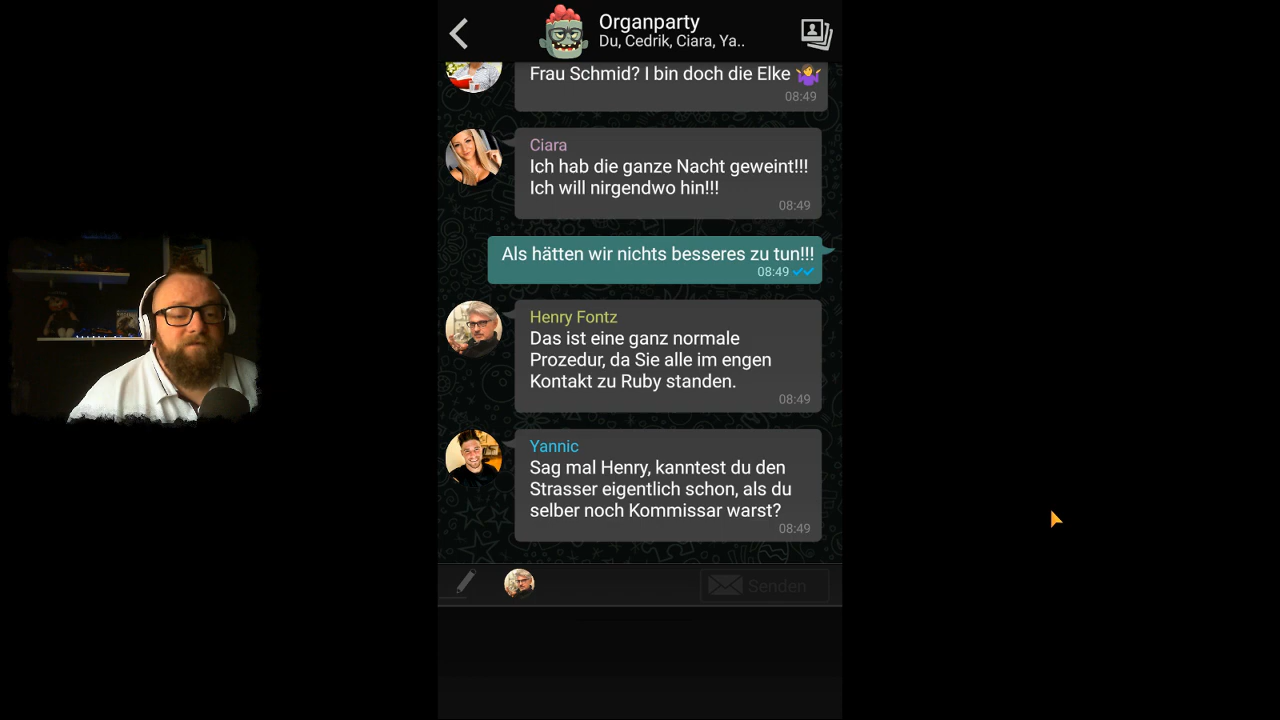 Organparty
Du, Cedrik, Ciara, Ya..
Frau Schmid? I bin doch die Elke 🤷‍♀️
08:49
Ciara
Ich hab die ganze Nacht geweint!!!
Ich will nirgendwo hin!!!
08:49
Als hätten wir nichts besseres zu tun!!!
08:49
Henry Fontz
Das ist eine ganz normale
Prozedur, da Sie alle im engen
Kontakt zu Ruby standen.
08:49
Yannic
Sag mal Henry, kanntest du den
Strasser eigentlich schon, als du
selber noch Kommissar warst?
08:49
Senden